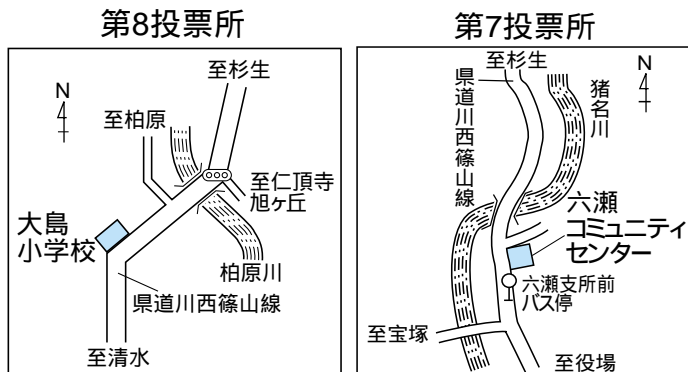 第8投票所
至杉生
N
至柏原
至仁頂寺
旭ヶ丘
大島
小学校
柏原川
県道川西篠山線
至清水
第7投票所
至杉生
県道川西篠山線
猪名川
N
六瀬
コミュニティ
センター
六瀬支所前
バス停
至宝塚
至役場